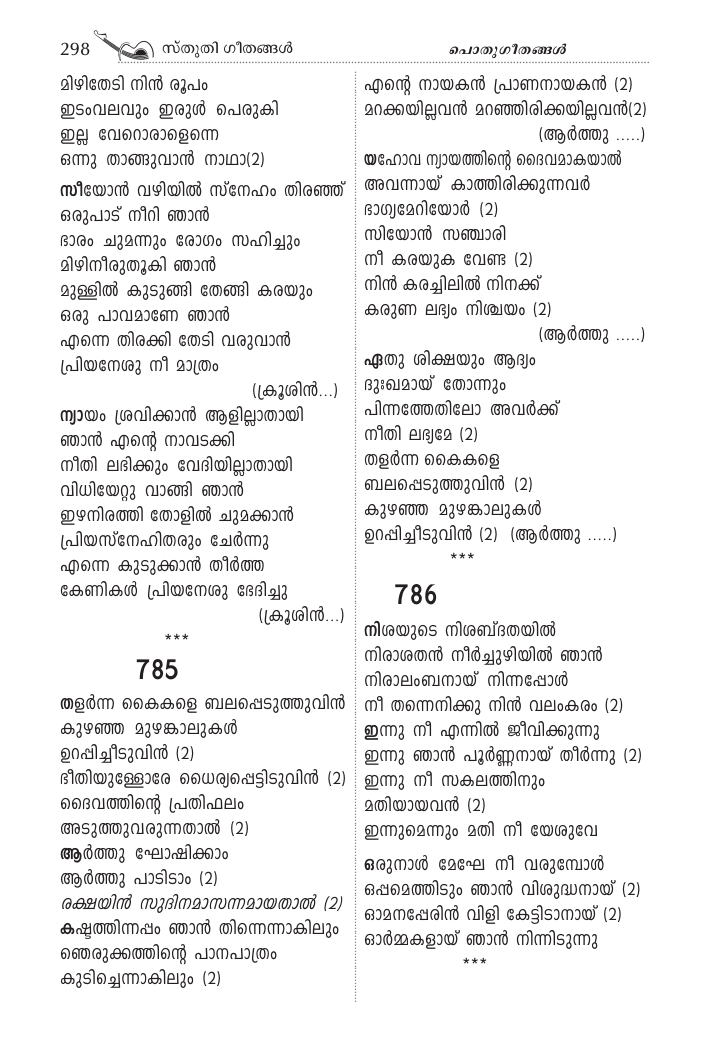 298 സ്തുതി ഗീതങ്ങൾ
പൊതുഗീതങ്ങൾ
മിഴിതേടി നിൻ രൂപം
ഇടംവലവും ഇരുൾ പെരുകി
ഇല്ല വേറൊരാളെന്നെ
ഒന്നു താങ്ങുവാൻ നാഥാ(2)
സീയോൻ വഴിയിൽ സ്നേഹം തിരഞ്ഞ്
ഒരുപാട് നീറി ഞാൻ
ഭാരം ചുമന്നും രോഗം സഹിച്ചും
മിഴിനീരുതൂകി ഞാൻ
മുള്ളിൽ കുടുങ്ങി തേങ്ങി കരയും
ഒരു പാവമാണേ ഞാൻ
എന്നെ തിരക്കി തേടി വരുവാൻ
പ്രിയനേശു നീ മാത്രം
(ക്രൂശിൻ...)
ന്യായം ശ്രവിക്കാൻ ആളില്ലാതായി
ഞാൻ എന്റെ നാവടക്കി
നീതി ലഭിക്കും വേദിയില്ലാതായി
വിധിയേറ്റു വാങ്ങി ഞാൻ
ഇഴനിരത്തി തോളിൽ ചുമക്കാൻ
പ്രിയസ്നേഹിതരും ചേർന്നു
എന്നെ കുടുക്കാൻ തീർത്ത
കേണികൾ പ്രിയനേശു ഭേദിച്ചു
(ക്രൂശിൻ...)
***
785
തളർന്ന കൈകളെ ബലപ്പെടുത്തുവിൻ
കുഴഞ്ഞ മുഴങ്കാലുകൾ
ഉറപ്പിച്ചീടുവിൻ (2)
ഭീതിയുള്ളോരേ ധൈര്യപ്പെട്ടിടുവിൻ (2)
ദൈവത്തിന്റെ പ്രതിഫലം
അടുത്തുവരുന്നതാൽ (2)
ആർത്തു ഘോഷിക്കാം
ആർത്തു പാടിടാം (2)
രക്ഷയിൻ സുദിനമാസന്നമായതാൽ (2)
കഷ്ടത്തിന്നപ്പം ഞാൻ തിന്നെന്നാകിലും
ഞെരുക്കത്തിന്റെ പാനപാത്രം
കുടിച്ചെന്നാകിലും (2)
എന്റെ നായകൻ പ്രാണനായകൻ (2)
മറക്കയില്ലവൻ മറഞ്ഞിരിക്കയില്ലവൻ(2)
(ആർത്തു .....)
യഹോവ ന്യായത്തിന്റെ ദൈവമാകയാൽ
അവന്നായ് കാത്തിരിക്കുന്നവർ
ഭാഗ്യമേറിയോർ (2)
സിയോൻ സഞ്ചാരി
നീ കരയുക വേണ്ട (2)
നിൻ കരച്ചിലിൽ നിനക്ക്
കരുണ ലഭ്യം നിശ്ചയം (2)
(ആർത്തു .....)
ഏതു ശിക്ഷയും ആദ്യം
ദുഃഖമായ് തോന്നും
പിന്നത്തേതിലോ അവർക്ക്
നീതി ലഭ്യമേ (2)
തളർന്ന കൈകളെ
ബലപ്പെടുത്തുവിൻ (2)
കുഴഞ്ഞ മുഴങ്കാലുകൾ
ഉറപ്പിച്ചീടുവിൻ (2) (ആർത്തു .....)
***
786
നിശയുടെ നിശബ്ദതയിൽ
നിരാശതൻ നീർച്ചുഴിയിൽ ഞാൻ
നിരാലംബനായ് നിന്നപ്പോൾ
നീ തന്നെനിക്കു നിൻ വലംകരം (2)
ഇന്നു നീ എന്നിൽ ജീവിക്കുന്നു
ഇന്നു ഞാൻ പൂർണ്ണനായ് തീർന്നു (2)
ഇന്നു നീ സകലത്തിനും
മതിയായവൻ (2)
ഇന്നുമെന്നും മതി നീ യേശുവേ
ഒരുനാൾ മേഘേ നീ വരുമ്പോൾ
ഒപ്പമെത്തിടും ഞാൻ വിശുദ്ധനായ് (2)
ഓമനപ്പേരിൻ വിളി കേട്ടിടാനായ് (2)
ഓർമ്മകളായ് ഞാൻ നിന്നിടുന്നു
***